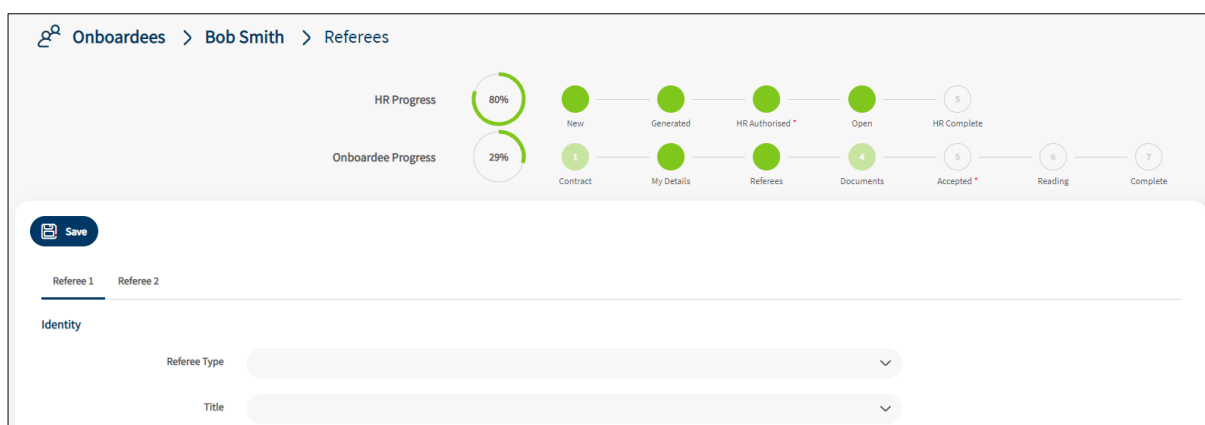 Onboardees > Bob Smith > Referees
HR Progress 80% 5
New Generated HR Authorised * Open HR Complete
Onboardee Progress 29% 1 4 5 6 7
Contract My Details Referees Documents Accepted * Reading Complete
Save
Referee 1 Referee 2
Identity
Referee Type
Title